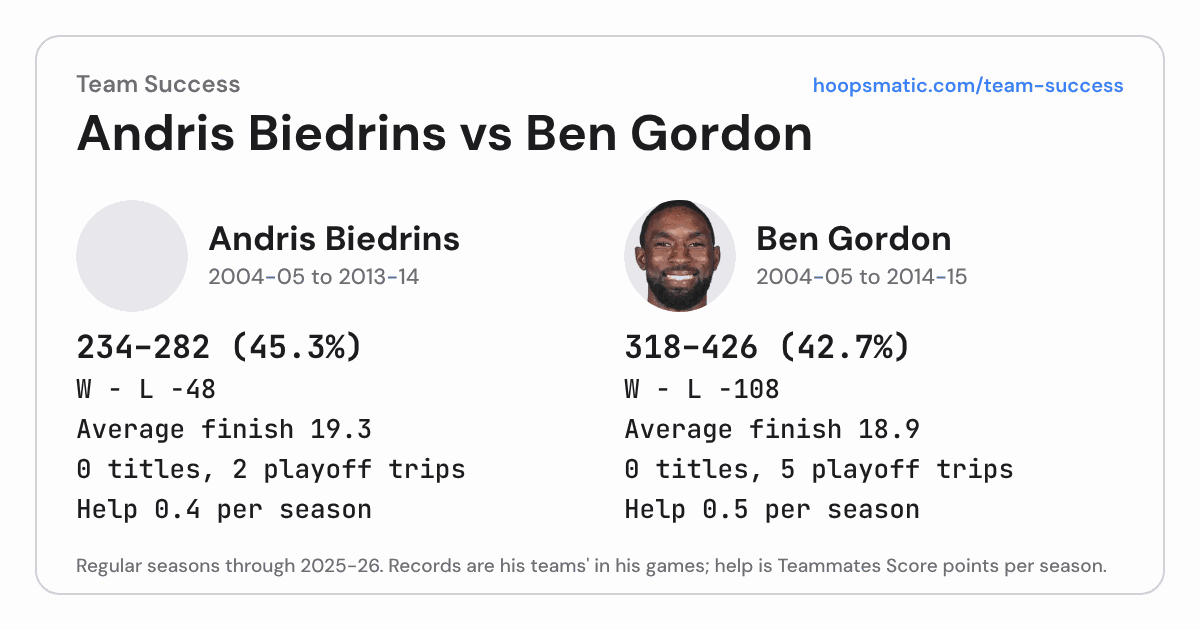 Team Success
hoopsmatic.com/team-success
Andris Biedrins vs Ben Gordon
Andris Biedrins
2004-05 to 2013-14
234-282 (45.3%)
W - L -48
Average finish 19.3
0 titles, 2 playoff trips
Help 0.4 per season
Ben Gordon
2004-05 to 2014-15
318-426 (42.7%)
W - L -108
Average finish 18.9
0 titles, 5 playoff trips
Help 0.5 per season
Regular seasons through 2025-26. Records are his teams' in his games; help is Teammates Score points per season.